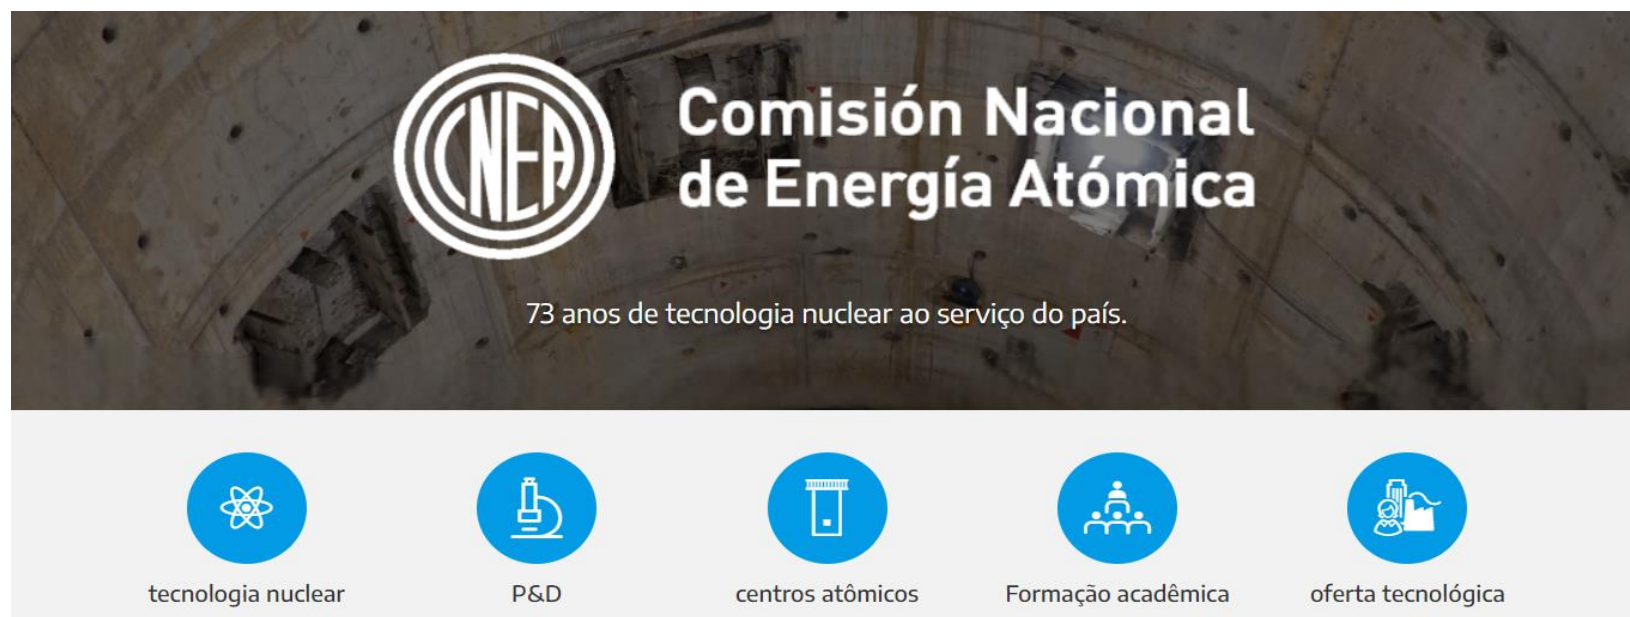 CNEA
Comisión Nacional
de Energía Atómica
73 anos de tecnologia nuclear ao serviço do país.
tecnologia nuclear
P&D
centros atômicos
Formação acadêmica
oferta tecnológica